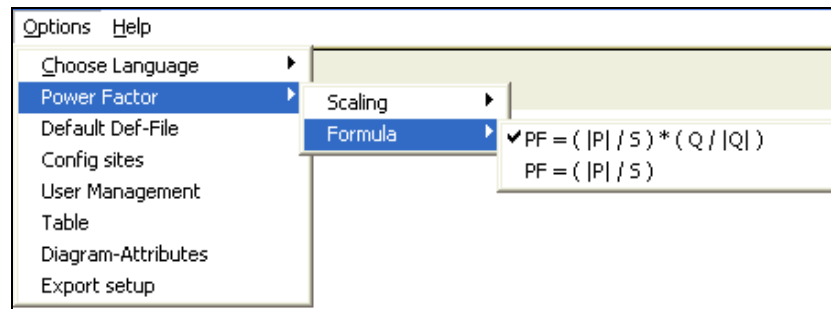 Options Help
Choose Language
Power Factor
Scaling
Default Def-File
Formula
✔PF = ( |P| / S ) * ( Q / |Q| )
Config sites
PF = ( |P| / S )
User Management
Table
Diagram-Attributes
Export setup